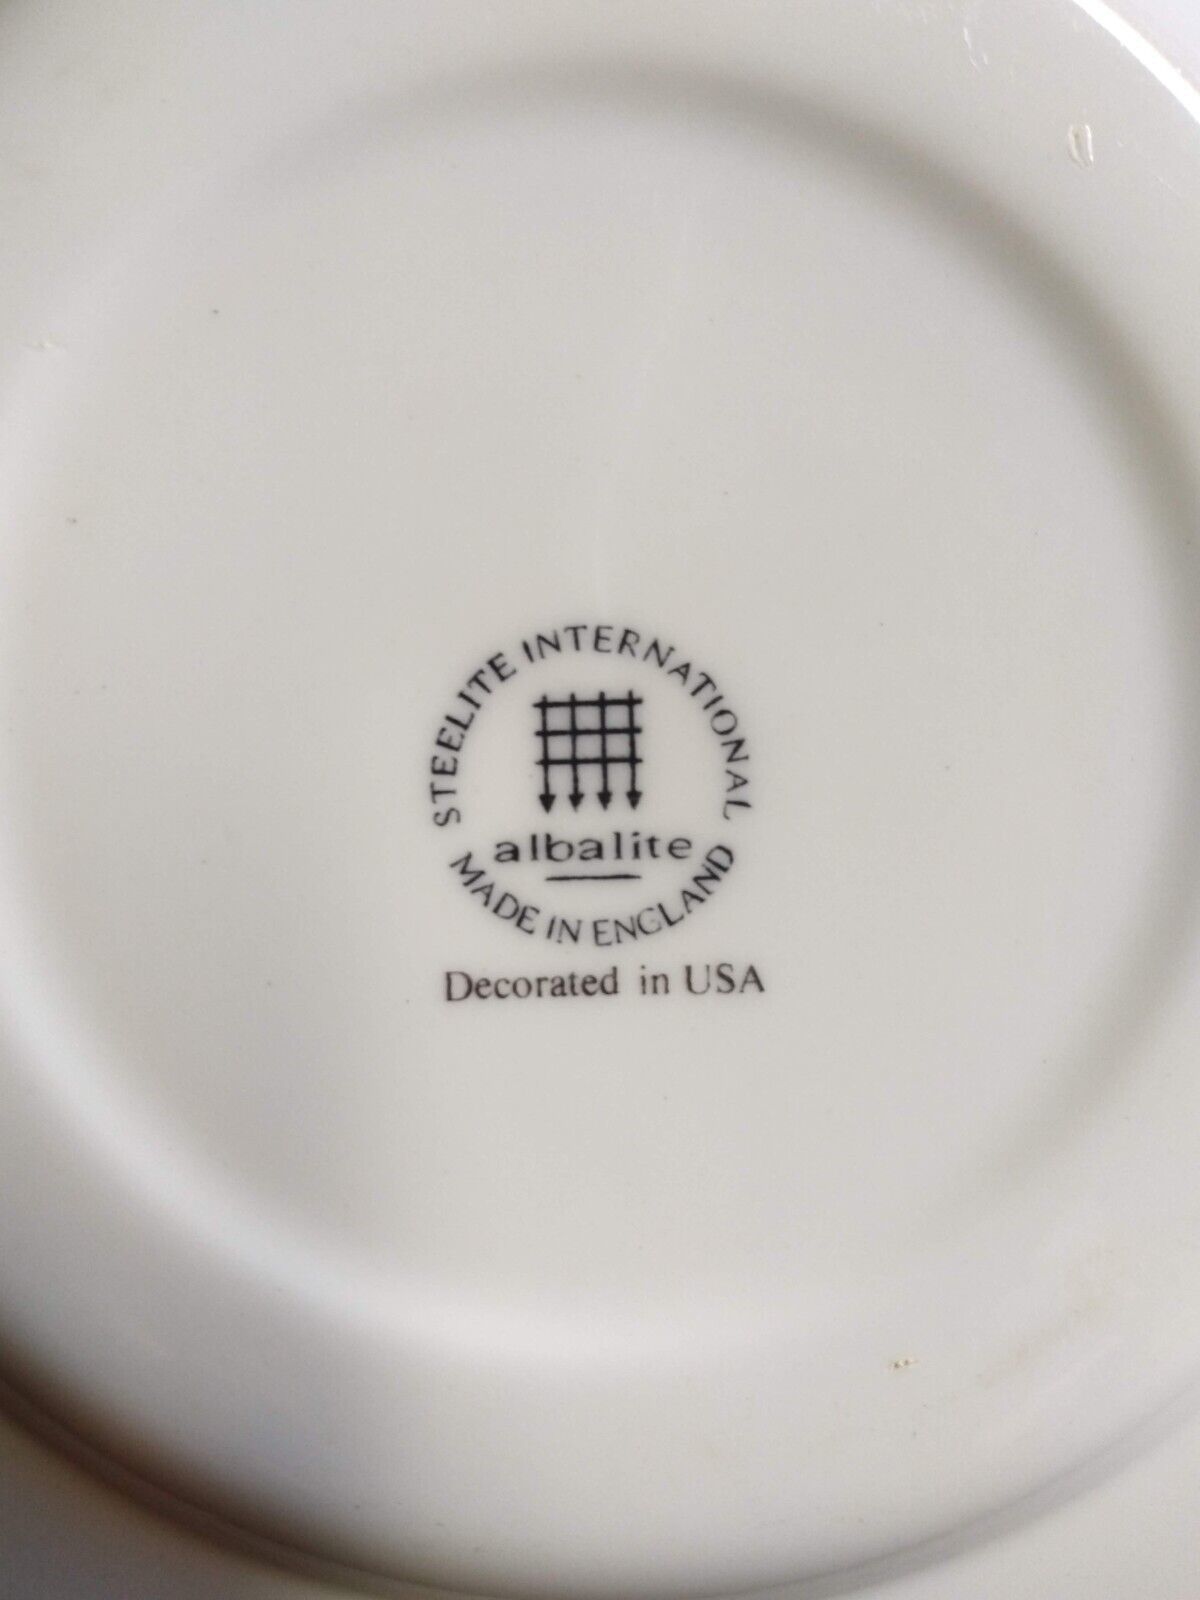 STEELITE INTERNATIONAL
albalite
MADE IN ENGLAND
Decorated in USA